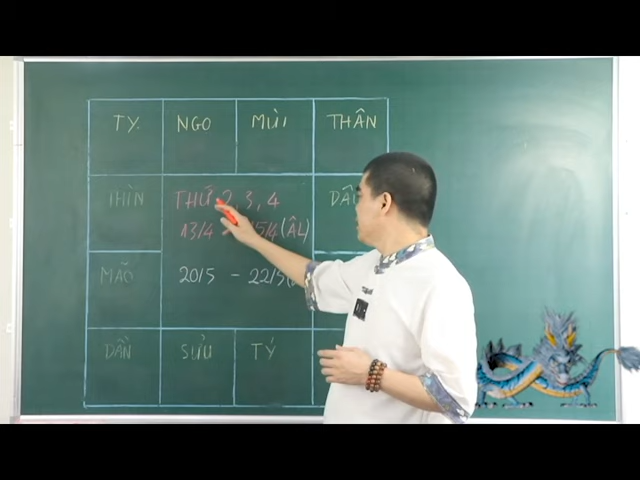 TỴ. NGỌ MÙI THÂN
THÌN THỨ 2, 3, 4
13/4 (ÂL)
MÃO 20/5 - 22/5
DẦN SỬU TÝ